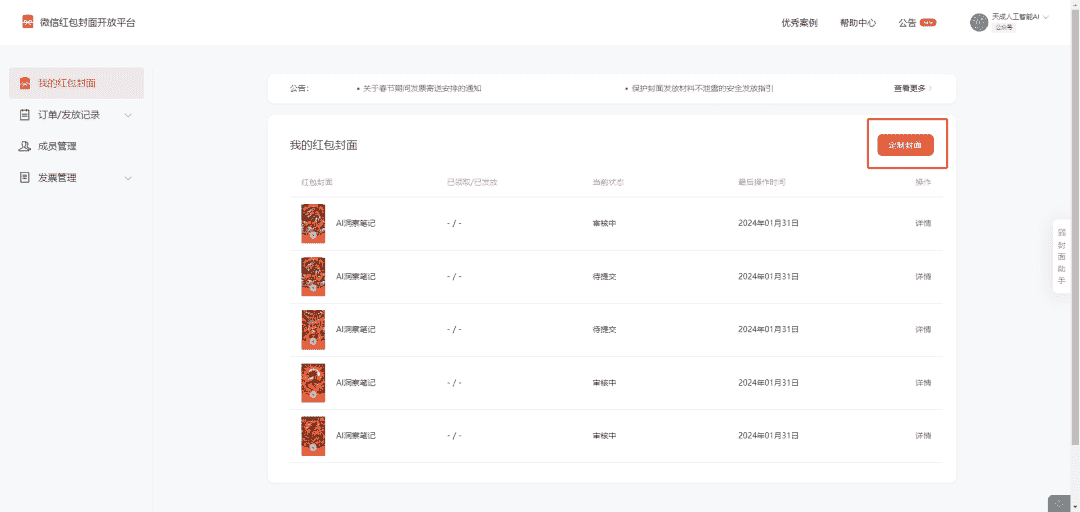 微信红包封面开放平台
优秀案例 帮助中心 公告
天成人工智能AI
公众号
我的红包封面
订单/发放记录
成员管理
发票管理
公告: • 关于春节期间发票寄送安排的通知 • 保护封面发放材料不泄露的安全发放指引 查看更多
我的红包封面
定制封面
红包封面 已领取/已发放 当前状态 最后操作时间 操作
AI洞察笔记 - / - 审核中 2024年01月31日 详情
AI洞察笔记 - / - 待提交 2024年01月31日 详情
AI洞察笔记 - / - 待提交 2024年01月31日 详情
AI洞察笔记 - / - 审核中 2024年01月31日 详情
AI洞察笔记 - / - 审核中 2024年01月31日 详情
封面助手